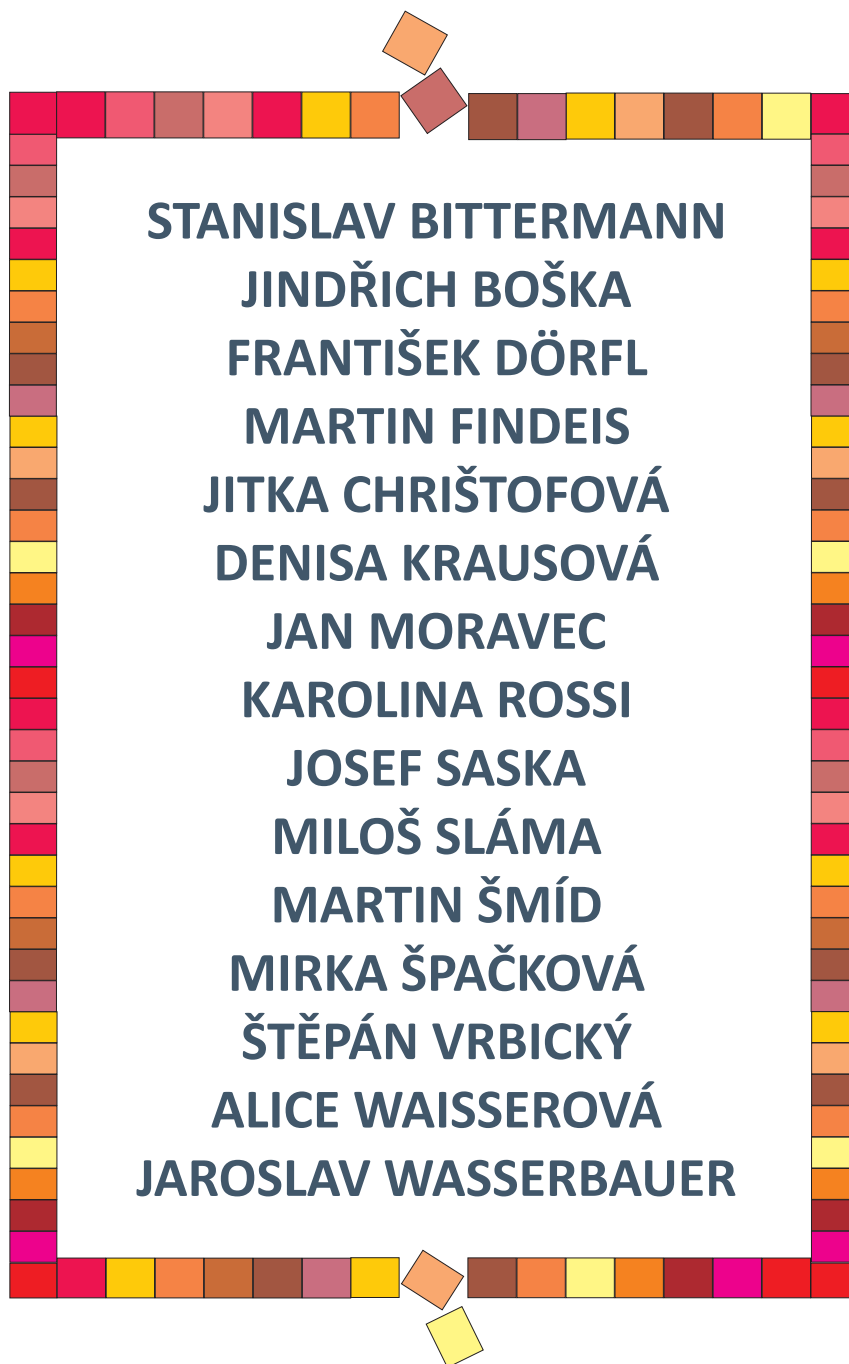 STANISLAV BITTERMANN
JINDŘICH BOŠKA
FRANTIŠEK DÖRFL
MARTIN FINDEIS
JITKA CHRIŠTOFOVÁ
DENISA KRAUSOVÁ
JAN MORAVEC
KAROLINA ROSSI
JOSEF SASKA
MILOŠ SLÁMA
MARTIN ŠMÍD
MIRKA ŠPAČKOVÁ
ŠTĚPÁN VRBICKÝ
ALICE WAISSEROVÁ
JAROSLAV WASSERBAUER